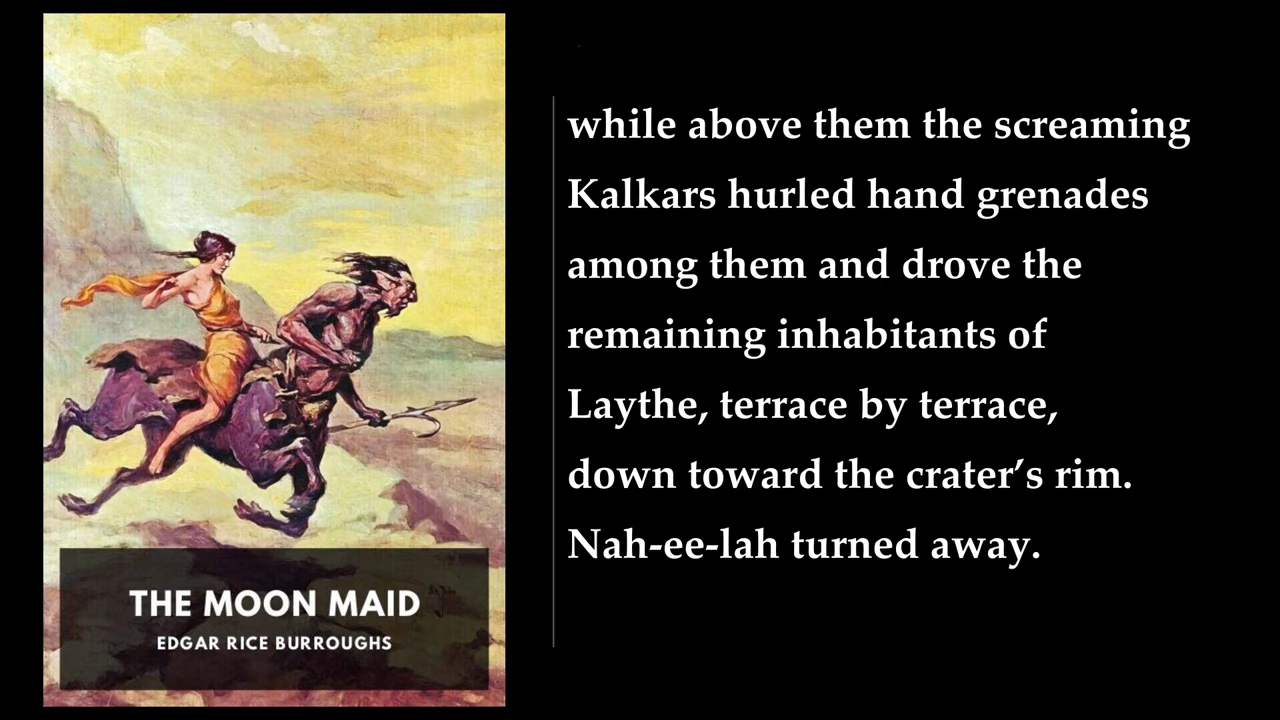 THE MOON MAID
EDGAR RICE BURROUGHS
while above them the screaming
Kalkars hurled hand grenades
among them and drove the
remaining inhabitants of
Laythe, terrace by terrace,
down toward the crater’s rim.
Nah-ee-lah turned away.